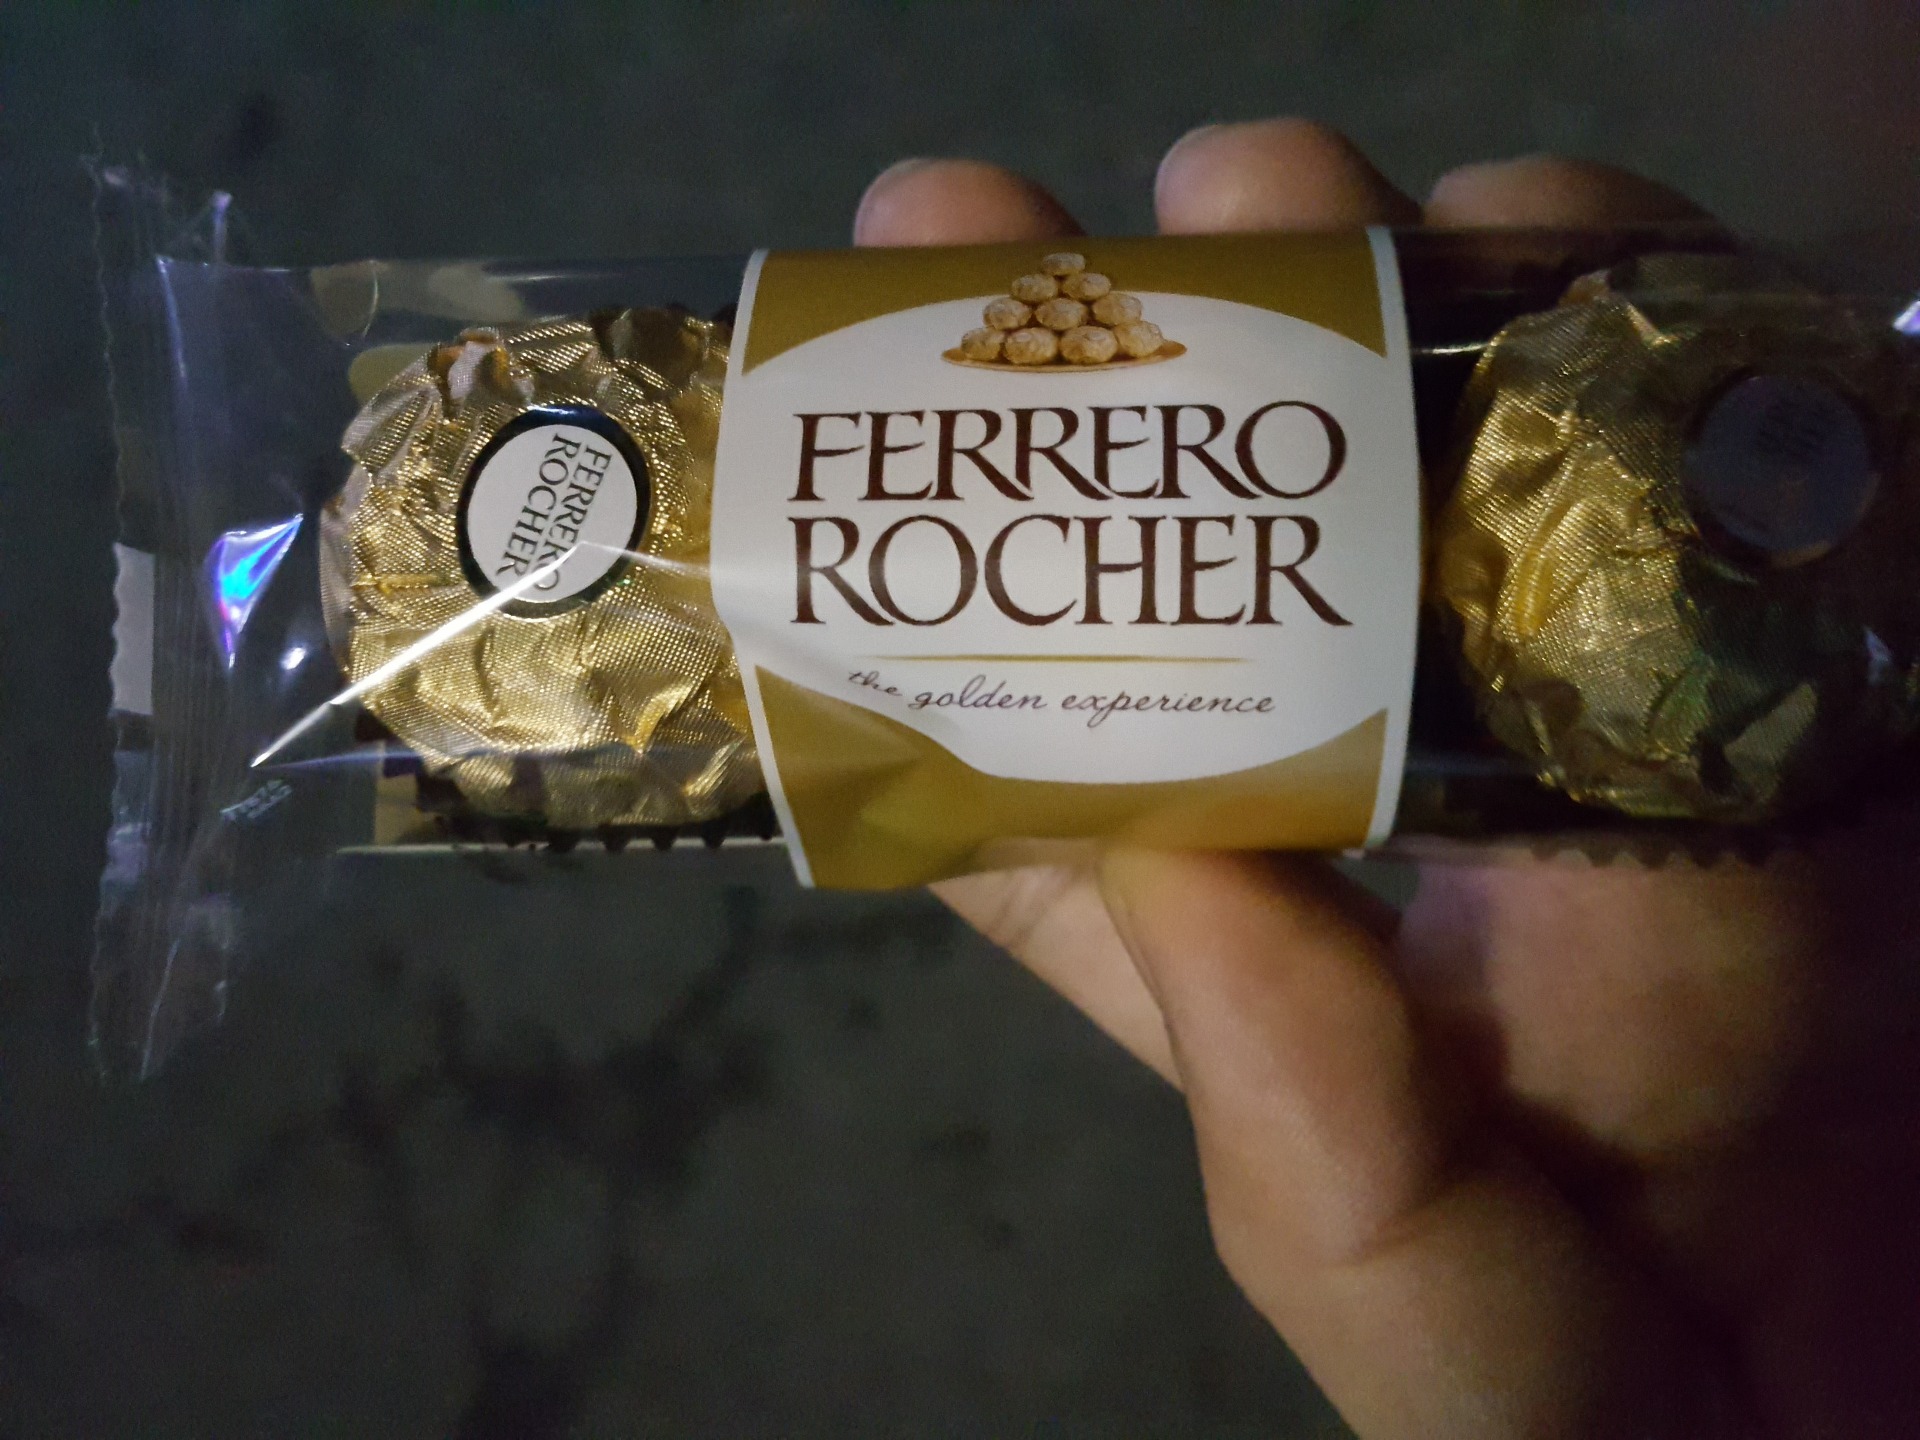 FERRERO
ROCHER
FERRERO
ROCHER
the golden experience